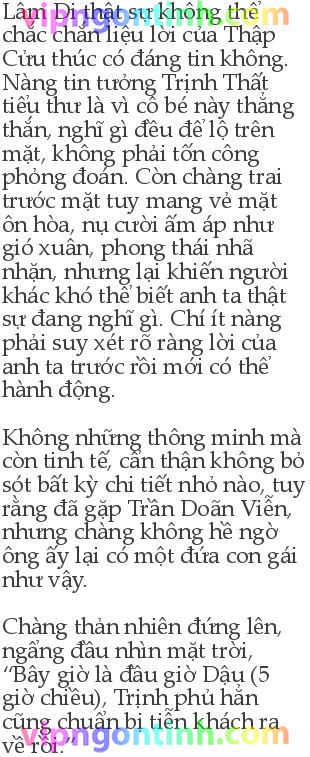 Lâm Dị thật sự không thể
vipngontinh.com
chắc chắn liệu lời của Thập
Cửu thúc có đáng tin không.
Nàng tin tưởng Trịnh Thất
tiểu thư là vì cô bé này thẳng
thắn, nghĩ gì đều để lộ trên
mặt, không phải tốn công
phỏng đoán. Còn chàng trai
trước mặt tuy mang vẻ mặt
ôn hòa, nụ cười ấm áp như
gió xuân, phong thái nhã
nhặn, nhưng lại khiến người
khác khó thể biết anh ta thật
sự đang nghĩ gì. Chí ít nàng
phải suy xét rõ ràng lời của
anh ta trước rồi mới có thể
hành động.
Không những thông minh mà
còn tinh tế, cẩn thận không bỏ
sót bất kỳ chi tiết nhỏ nào, tuy
rằng đã gặp Trần Doãn Viễn,
nhưng chàng không hề ngờ
ông ấy lại có một đứa con gái
như vậy.
Chàng thản nhiên đứng lên,
ngẩng đầu nhìn mặt trời,
“Bây giờ là đầu giờ Dậu (5
giờ chiều), Trịnh phủ hẳn
cũng chuẩn bị tiễn khách ra
về rồi.”
vipngontinh.com